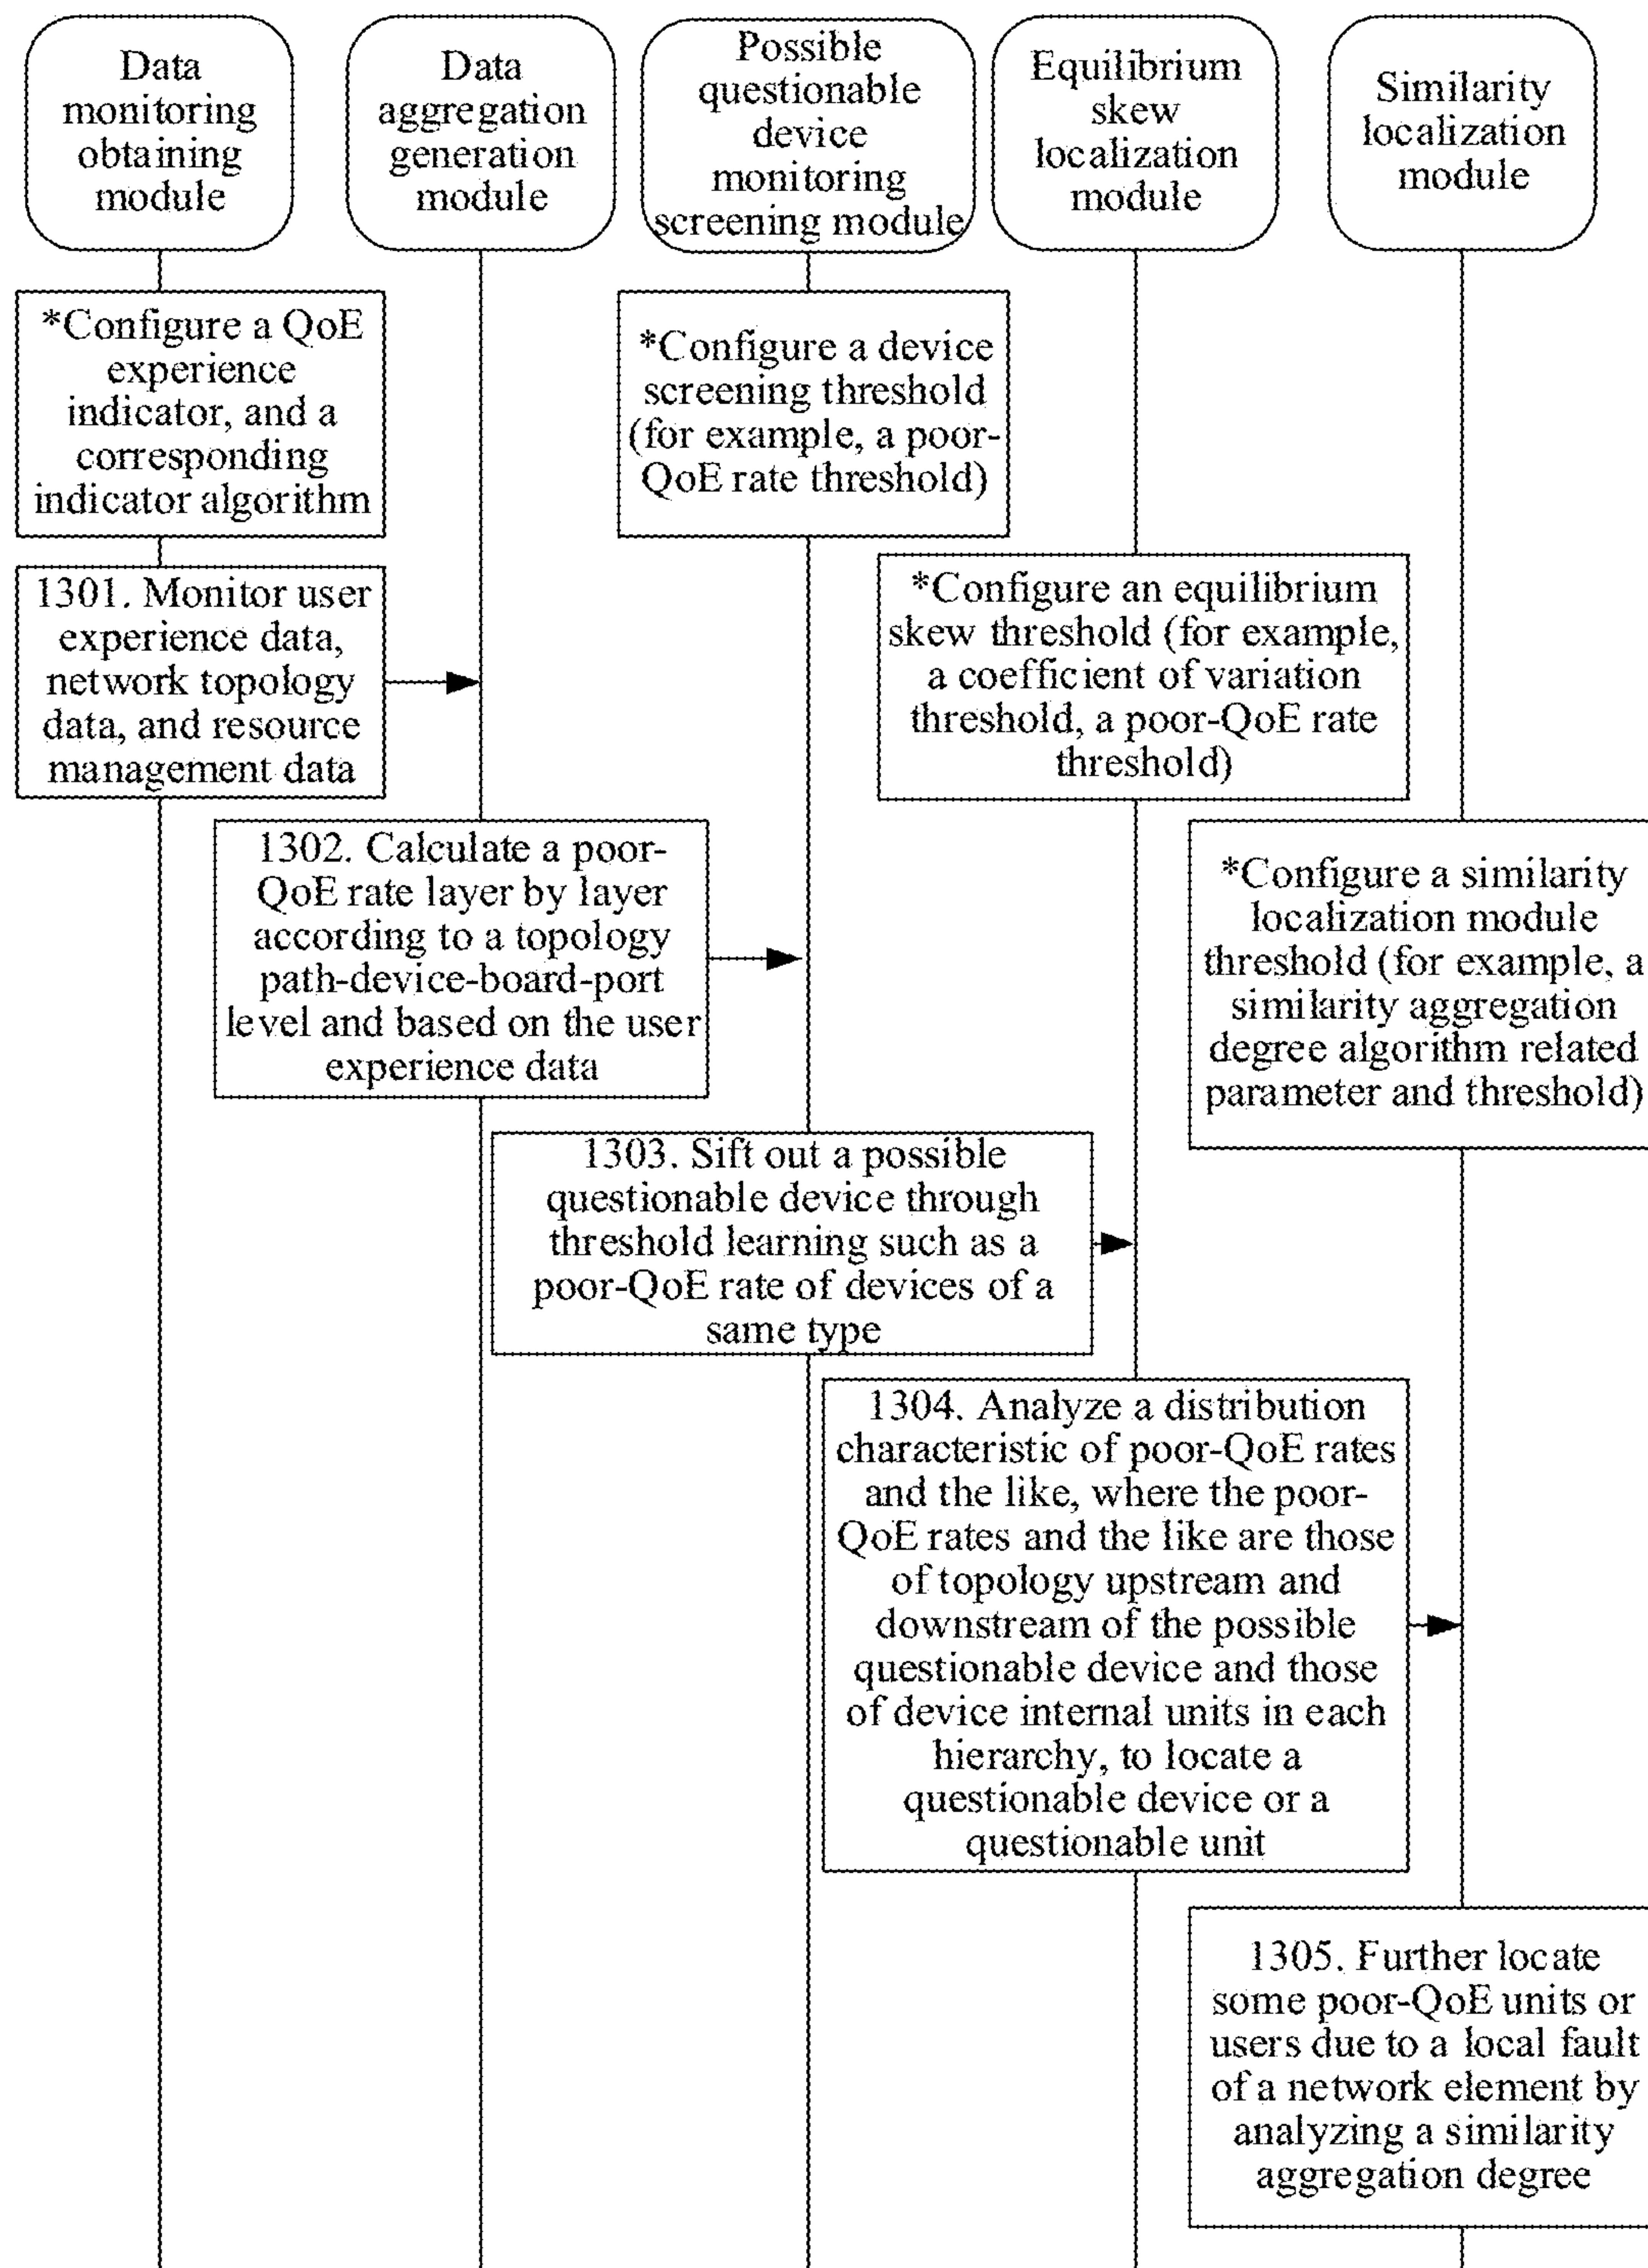 Data
monitoring
obtaining
module
Data
aggregation
generation
module
Possible
questionable
device
monitoring
screening module
Equilibrium
skew
localization
module
Similarity
localization
module
*Configure a QoE
experience
indicator, and a
corresponding
indicator algorithm
*Configure a device
screening threshold
(for example, a poor-
QoE rate threshold)
1301. Monitor user
experience data,
network topology
data, and resource
management data
*Configure an equilibrium
skew threshold (for example,
a coefficient of variation
threshold, a poor-QoE rate
threshold)
1302. Calculate a poor-
QoE rate layer by layer
according to a topology
path-device-board-port
level and based on the user
experience data
*Configure a similarity
localization module
threshold (for example, a
similarity aggregation
degree algorithm related
parameter and threshold)
1303. Sift out a possible
questionable device through
threshold learning such as a
poor-QoE rate of devices of a
same type
1304. Analyze a distribution
characteristic of poor-QoE rates
and the like, where the poor-
QoE rates and the like are those
of topology upstream and
downstream of the possible
questionable device and those
of device internal units in each
hierarchy, to locate a
questionable device or a
questionable unit
1305. Further locate
some poor-QoE units or
users due to a local fault
of a network element by
analyzing a similarity
aggregation degree